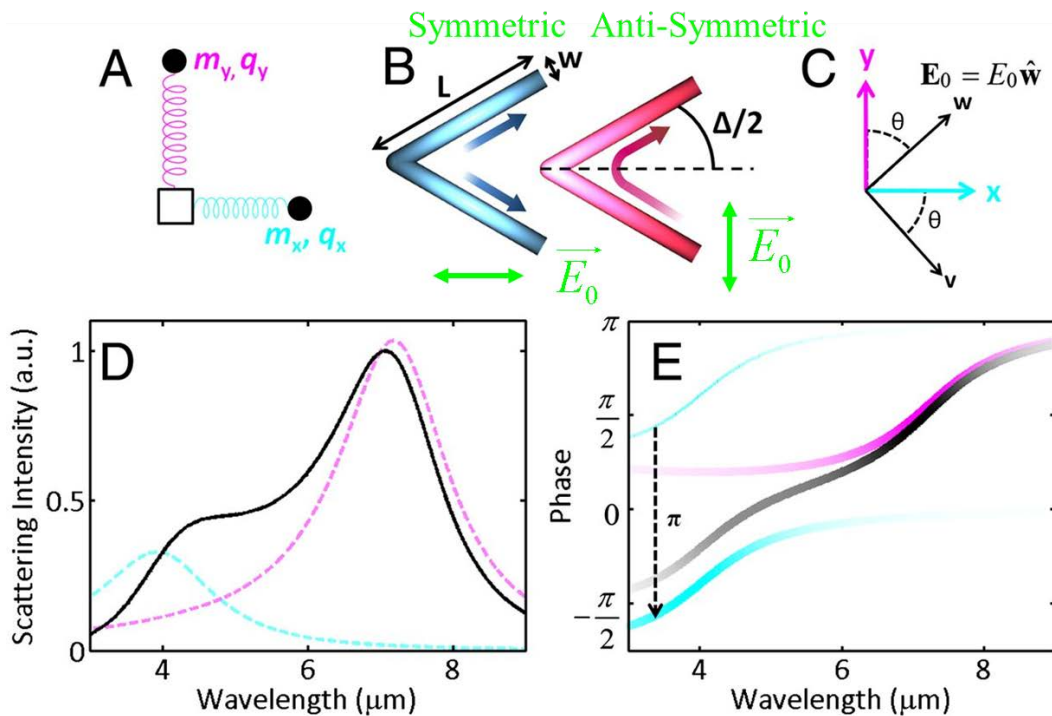 Symmetric Anti-Symmetric
A
m_y, q_y
m_x, q_x
B
L
w
Δ/2
E_0
E_0
C
y
E_0 = E_0 ŵ
w
θ
x
θ
v
D
Scattering Intensity (a.u.)
1
0.5
0
4 6 8
Wavelength (μm)
E
Phase
π
π/2
0
-π/2
π
4 6 8
Wavelength (μm)